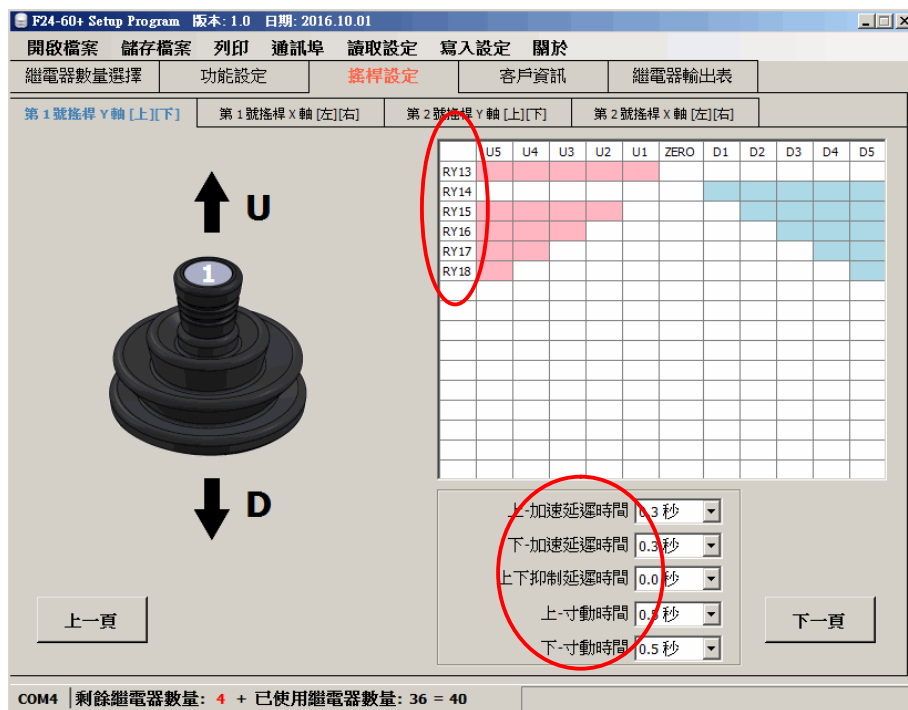 F24-60+ Setup Program 版本: 1.0 日期: 2016.10.01
開啟檔案 儲存檔案 列印 通訊埠 讀取設定 寫入設定 關於
繼電器數量選擇 功能設定 搖桿設定 客戶資訊 繼電器輸出表
第 1 號搖桿 Y 軸 [上][下] 第 1 號搖桿 X 軸 [左][右] 第 2 號搖桿 Y 軸 [上][下] 第 2 號搖桿 X 軸 [左][右]
U5 U4 U3 U2 U1 ZERO D1 D2 D3 D4 D5
RY13
RY14
RY15
RY16
RY17
RY18
U
1
D
上-加速延遲時間 0.3 秒
下-加速延遲時間 0.3 秒
上下抑制延遲時間 0.0 秒
上-寸動時間 0.5 秒
下-寸動時間 0.5 秒
上一頁
下一頁
COM4 剩餘繼電器數量: 4 + 已使用繼電器數量: 36 = 40